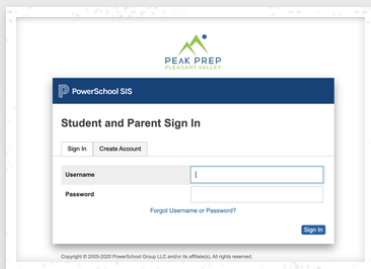 PEAK PREP
PLEASANT VALLEY
PowerSchool SIS
Student and Parent Sign In
Sign In
Create Account
Username
Password
Forgot Username or Password?
Sign In
Copyright © 2005-2020 PowerSchool Group LLC and/or its affiliate(s). All rights reserved.